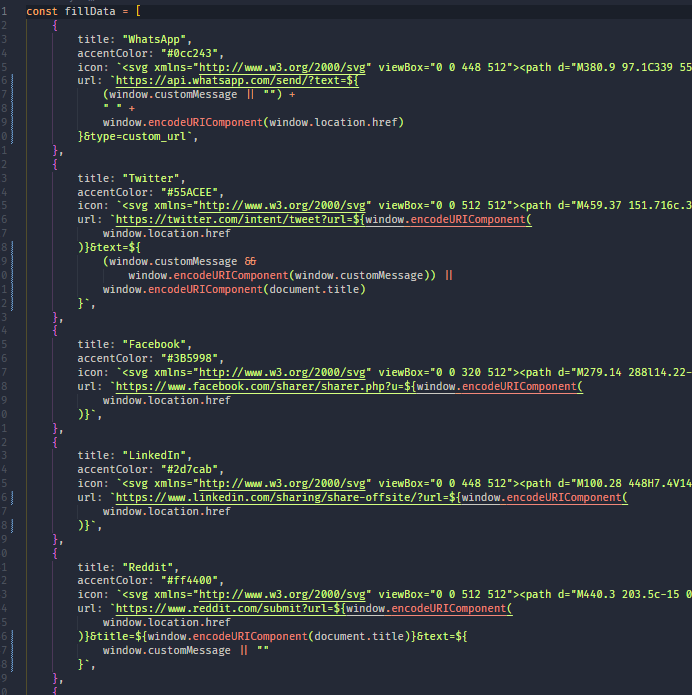 const fillData = [
{
title: "WhatsApp",
accentColor: "#0cc243",
icon: `<svg xmlns="http://www.w3.org/2000/svg" viewBox="0 0 448 512"><path d="M380.9 97.1C339 55
url: `https://api.whatsapp.com/send/?text=${
(window.customMessage || "") +
" " +
window.encodeURIComponent(window.location.href)
}&type=custom_url`,
},
{
title: "Twitter",
accentColor: "#55ACEE",
icon: `<svg xmlns="http://www.w3.org/2000/svg" viewBox="0 0 512 512"><path d="M459.37 151.716c.3
url: `https://twitter.com/intent/tweet?url=${window.encodeURIComponent(
window.location.href
)}&text=${
(window.customMessage &&
window.encodeURIComponent(window.customMessage)) ||
window.encodeURIComponent(document.title)
}`,
},
{
title: "Facebook",
accentColor: "#3B5998",
icon: `<svg xmlns="http://www.w3.org/2000/svg" viewBox="0 0 320 512"><path d="M279.14 288l14.22-
url: `https://www.facebook.com/sharer/sharer.php?u=${window.encodeURIComponent(
window.location.href
)}`,
},
{
title: "LinkedIn",
accentColor: "#2d7cab",
icon: `<svg xmlns="http://www.w3.org/2000/svg" viewBox="0 0 448 512"><path d="M100.28 448H7.4V14
url: `https://www.linkedin.com/sharing/share-offsite/?url=${window.encodeURIComponent(
window.location.href
)}`,
},
{
title: "Reddit",
accentColor: "#ff4400",
icon: `<svg xmlns="http://www.w3.org/2000/svg" viewBox="0 0 512 512"><path d="M440.3 203.5c-15 0
url: `https://www.reddit.com/submit?url=${window.encodeURIComponent(
window.location.href
)}&title=${window.encodeURIComponent(document.title)}&text=${
window.customMessage || ""
}`,
},
{